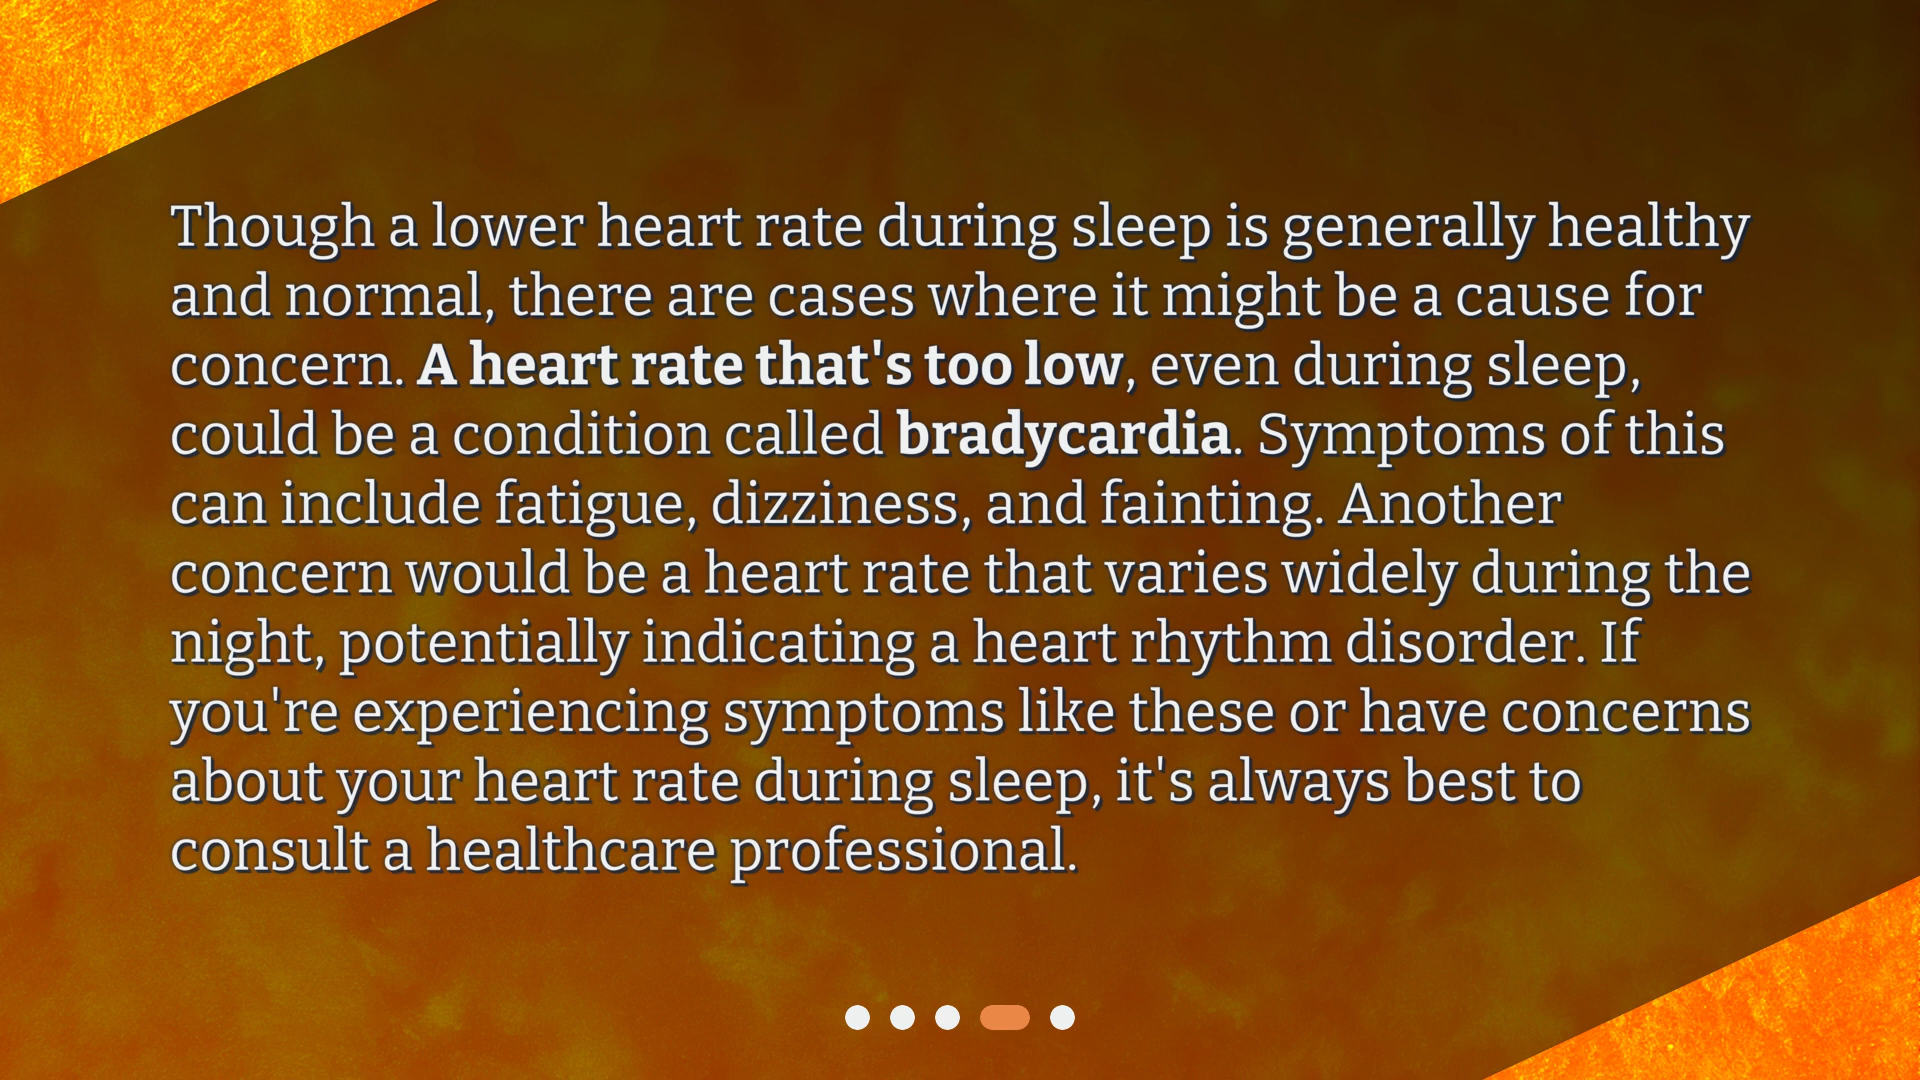 Though a lower heart rate during sleep is generally healthy
and normal, there are cases where it might be a cause for
concern. A heart rate that's too low, even during sleep,
could be a condition called bradycardia. Symptoms of this
can include fatigue, dizziness, and fainting. Another
concern would be a heart rate that varies widely during the
night, potentially indicating a heart rhythm disorder. If
you're experiencing symptoms like these or have concerns
about your heart rate during sleep, it's always best to
consult a healthcare professional.